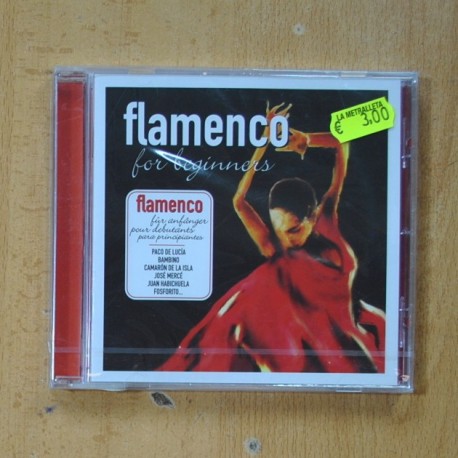 flamenco
for beginners
LA METRALLETA
€ 3,00
flamenco
für anfänger
pour debutants
para principiantes
PACO DE LUCÍA
BAMBINO
CAMARÓN DE LA ISLA
JOSÉ MERCÉ
JUAN HABICHUELA
FOSFORITO...